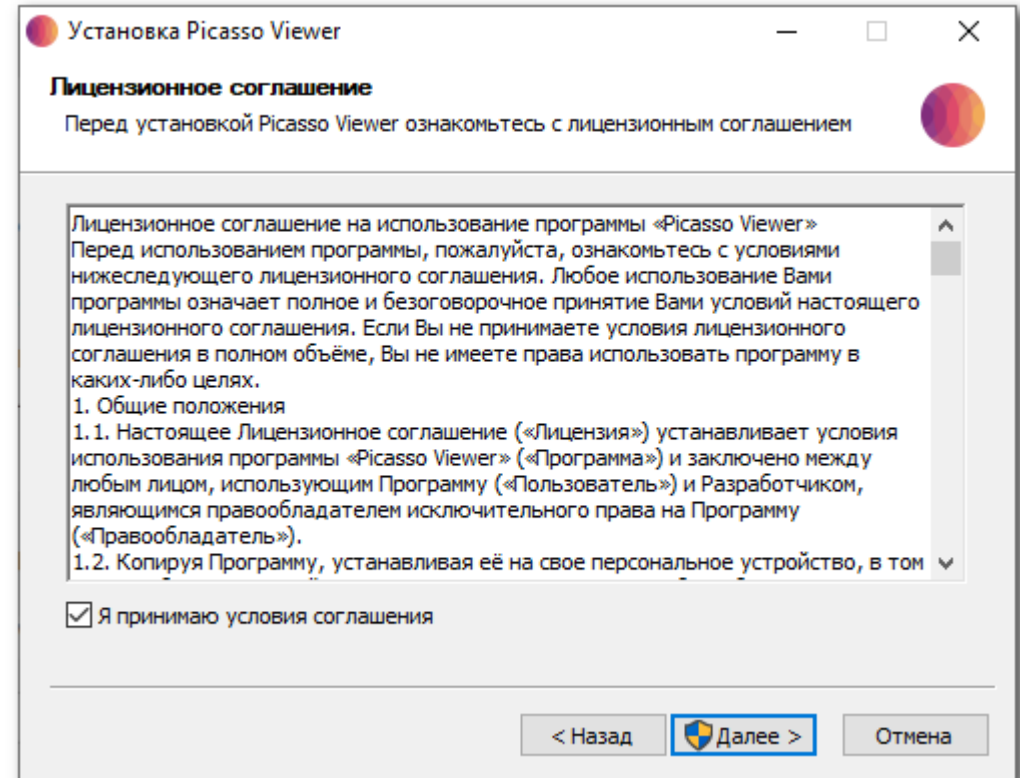 Установка Picasso Viewer
Лицензионное соглашение
Перед установкой Picasso Viewer ознакомьтесь с лицензионным соглашением
Лицензионное соглашение на использование программы «Picasso Viewer»
Перед использованием программы, пожалуйста, ознакомьтесь с условиями
нижеследующего лицензионного соглашения. Любое использование Вами
программы означает полное и безоговорочное принятие Вами условий настоящего
лицензионного соглашения. Если Вы не принимаете условия лицензионного
соглашения в полном объёме, Вы не имеете права использовать программу в
каких-либо целях.
1. Общие положения
1.1. Настоящее Лицензионное соглашение («Лицензия») устанавливает условия
использования программы «Picasso Viewer» («Программа») и заключено между
любым лицом, использующим Программу («Пользователь») и Разработчиком,
являющимся правообладателем исключительного права на Программу
(«Правообладатель»).
1.2. Копируя Программу, устанавливая её на свое персональное устройство, в том
Я принимаю условия соглашения
< Назад
Далее >
Отмена